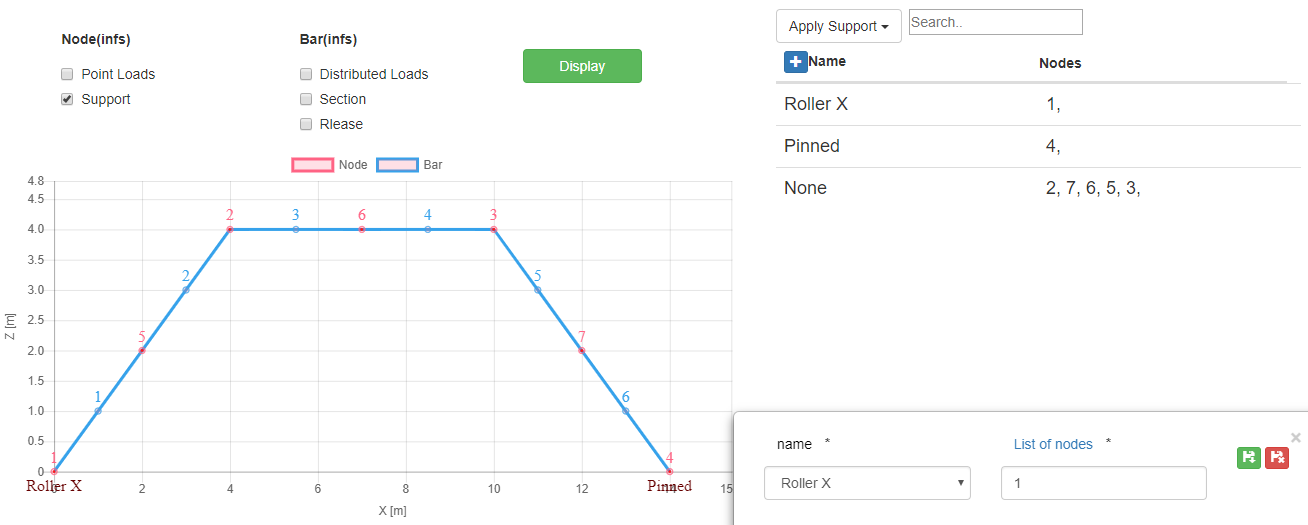 Node(infs)
Point Loads
Support
Bar(infs)
Distributed Loads
Section
Rlease
Display
Apply Support
Search..
Name Nodes
Roller X 1,
Pinned 4,
None 2, 7, 6, 5, 3,
Node Bar
4.8
4.5
4.0
3.5
3.0
2.5
2.0
1.5
1.0
0.5
0
Z [m]
2 3 6 4 3
2 5
5 7
1 6
1 4
Roller X Pinned
0 2 4 6 8 10 12 14 15
X [m]
name * List of nodes *
×
Roller X 1